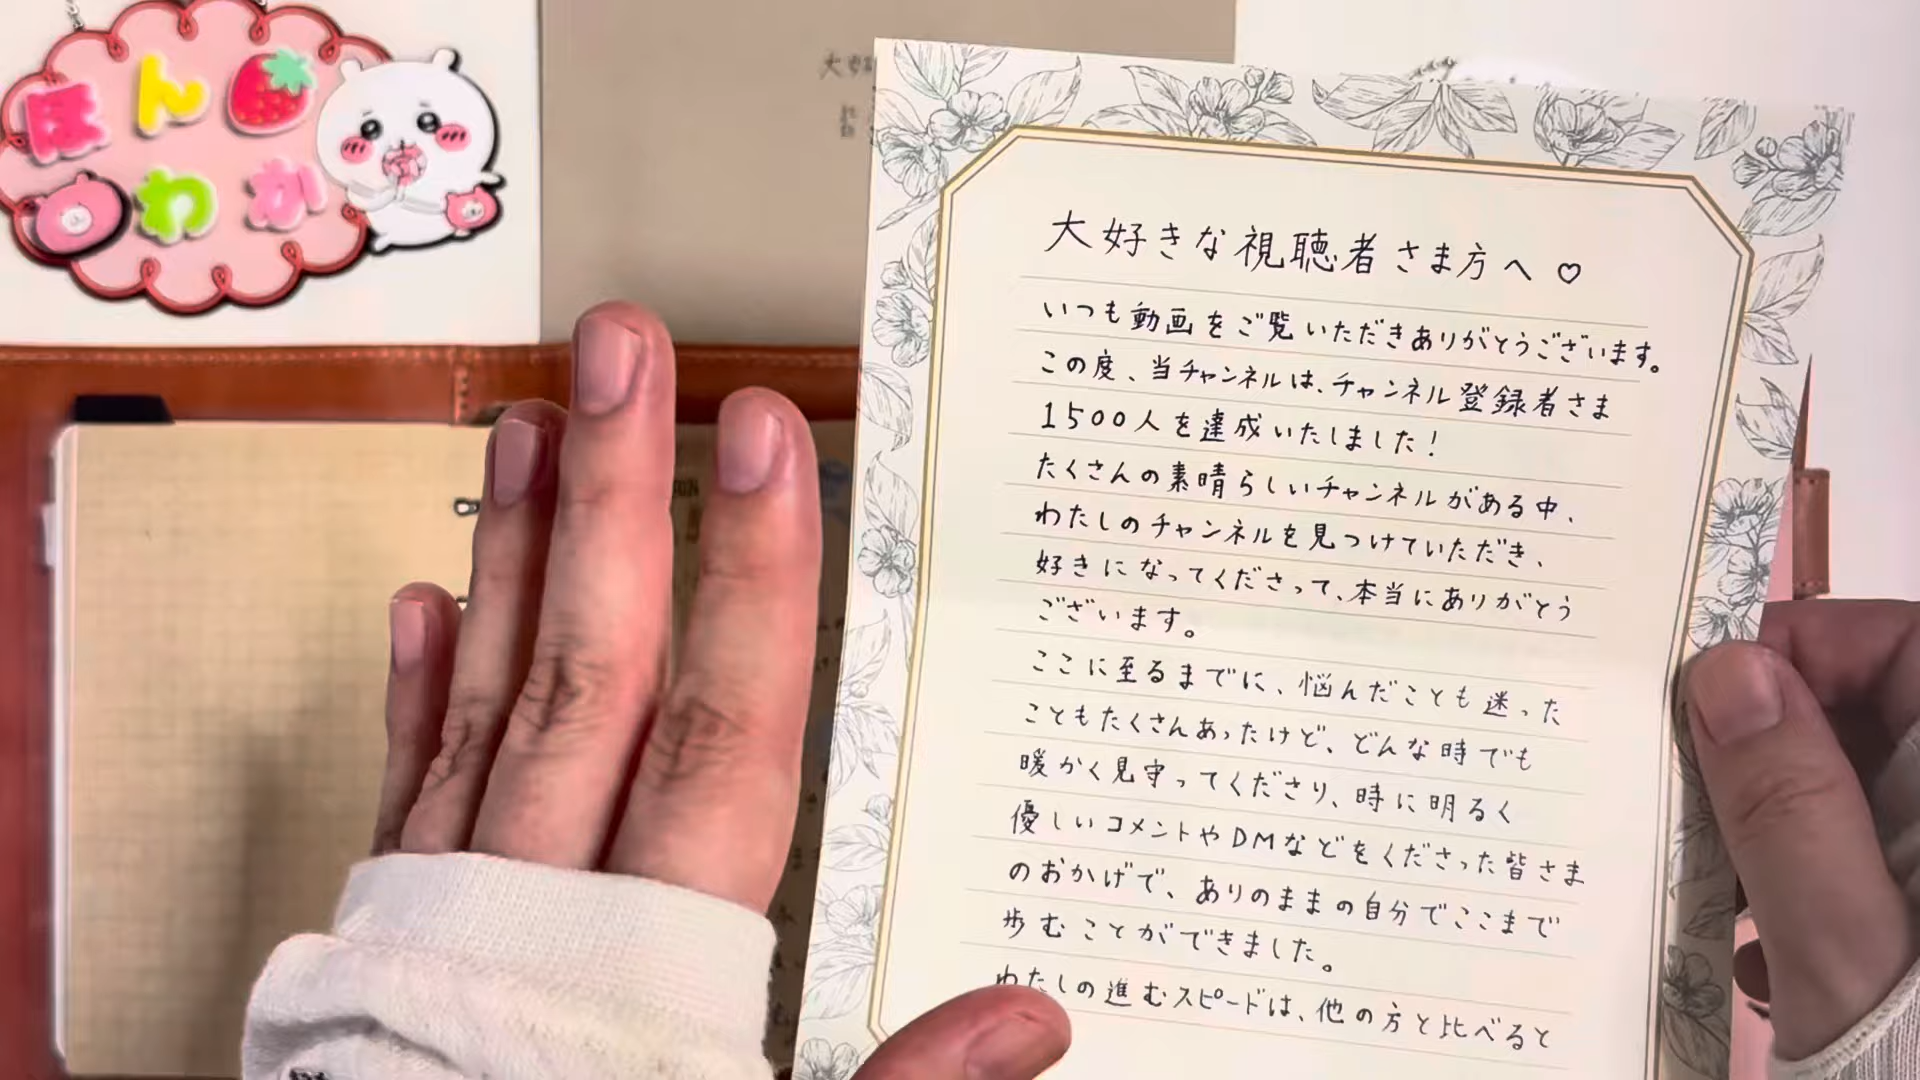 ほん
わか
大好きな視聴者さま方へ♡
いつも動画をご覧いただきありがとうございます。
この度、当チャンネルは、チャンネル登録者さま
1500人を達成いたしました！
たくさんの素晴らしいチャンネルがある中、
わたしのチャンネルを見つけていただき、
好きになってくださって、本当にありがとう
ございます。
ここに至るまでに、悩んだことも迷った
こともたくさんあったけど、どんな時でも
暖かく見守ってくださり、時に明るく
優しいコメントやDMなどをくださった皆さま
のおかげで、ありのままの自分でここまで
歩むことができました。
わたしの進むスピードは、他の方と比べると